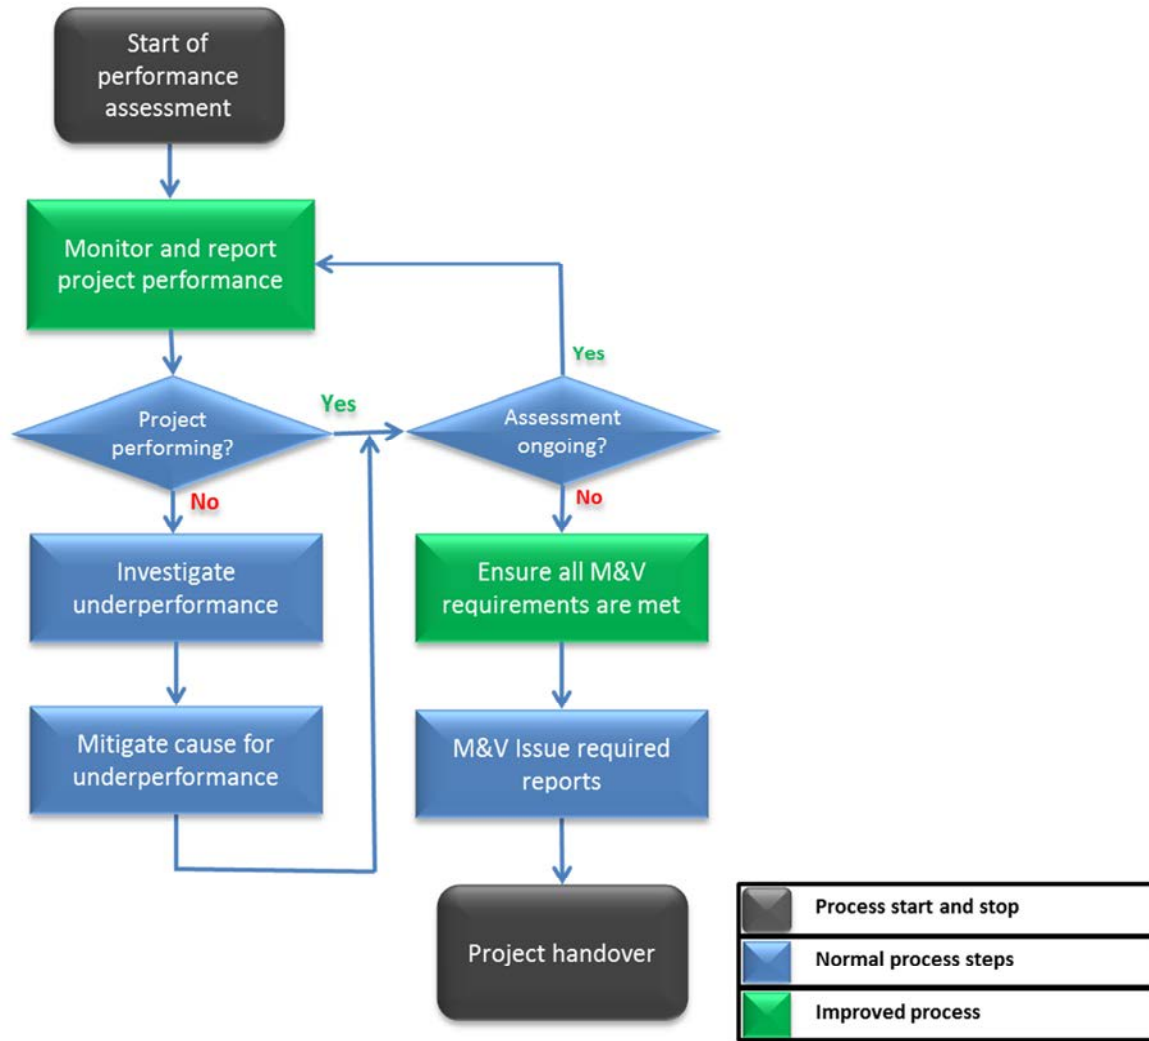 Start of
performance
assessment
Monitor and report
project performance
Yes
Project
performing?
Yes
Assessment
ongoing?
No
No
Investigate
underperformance
Ensure all M&V
requirements are met
Mitigate cause for
underperformance
M&V Issue required
reports
Project handover
Process start and stop
Normal process steps
Improved process